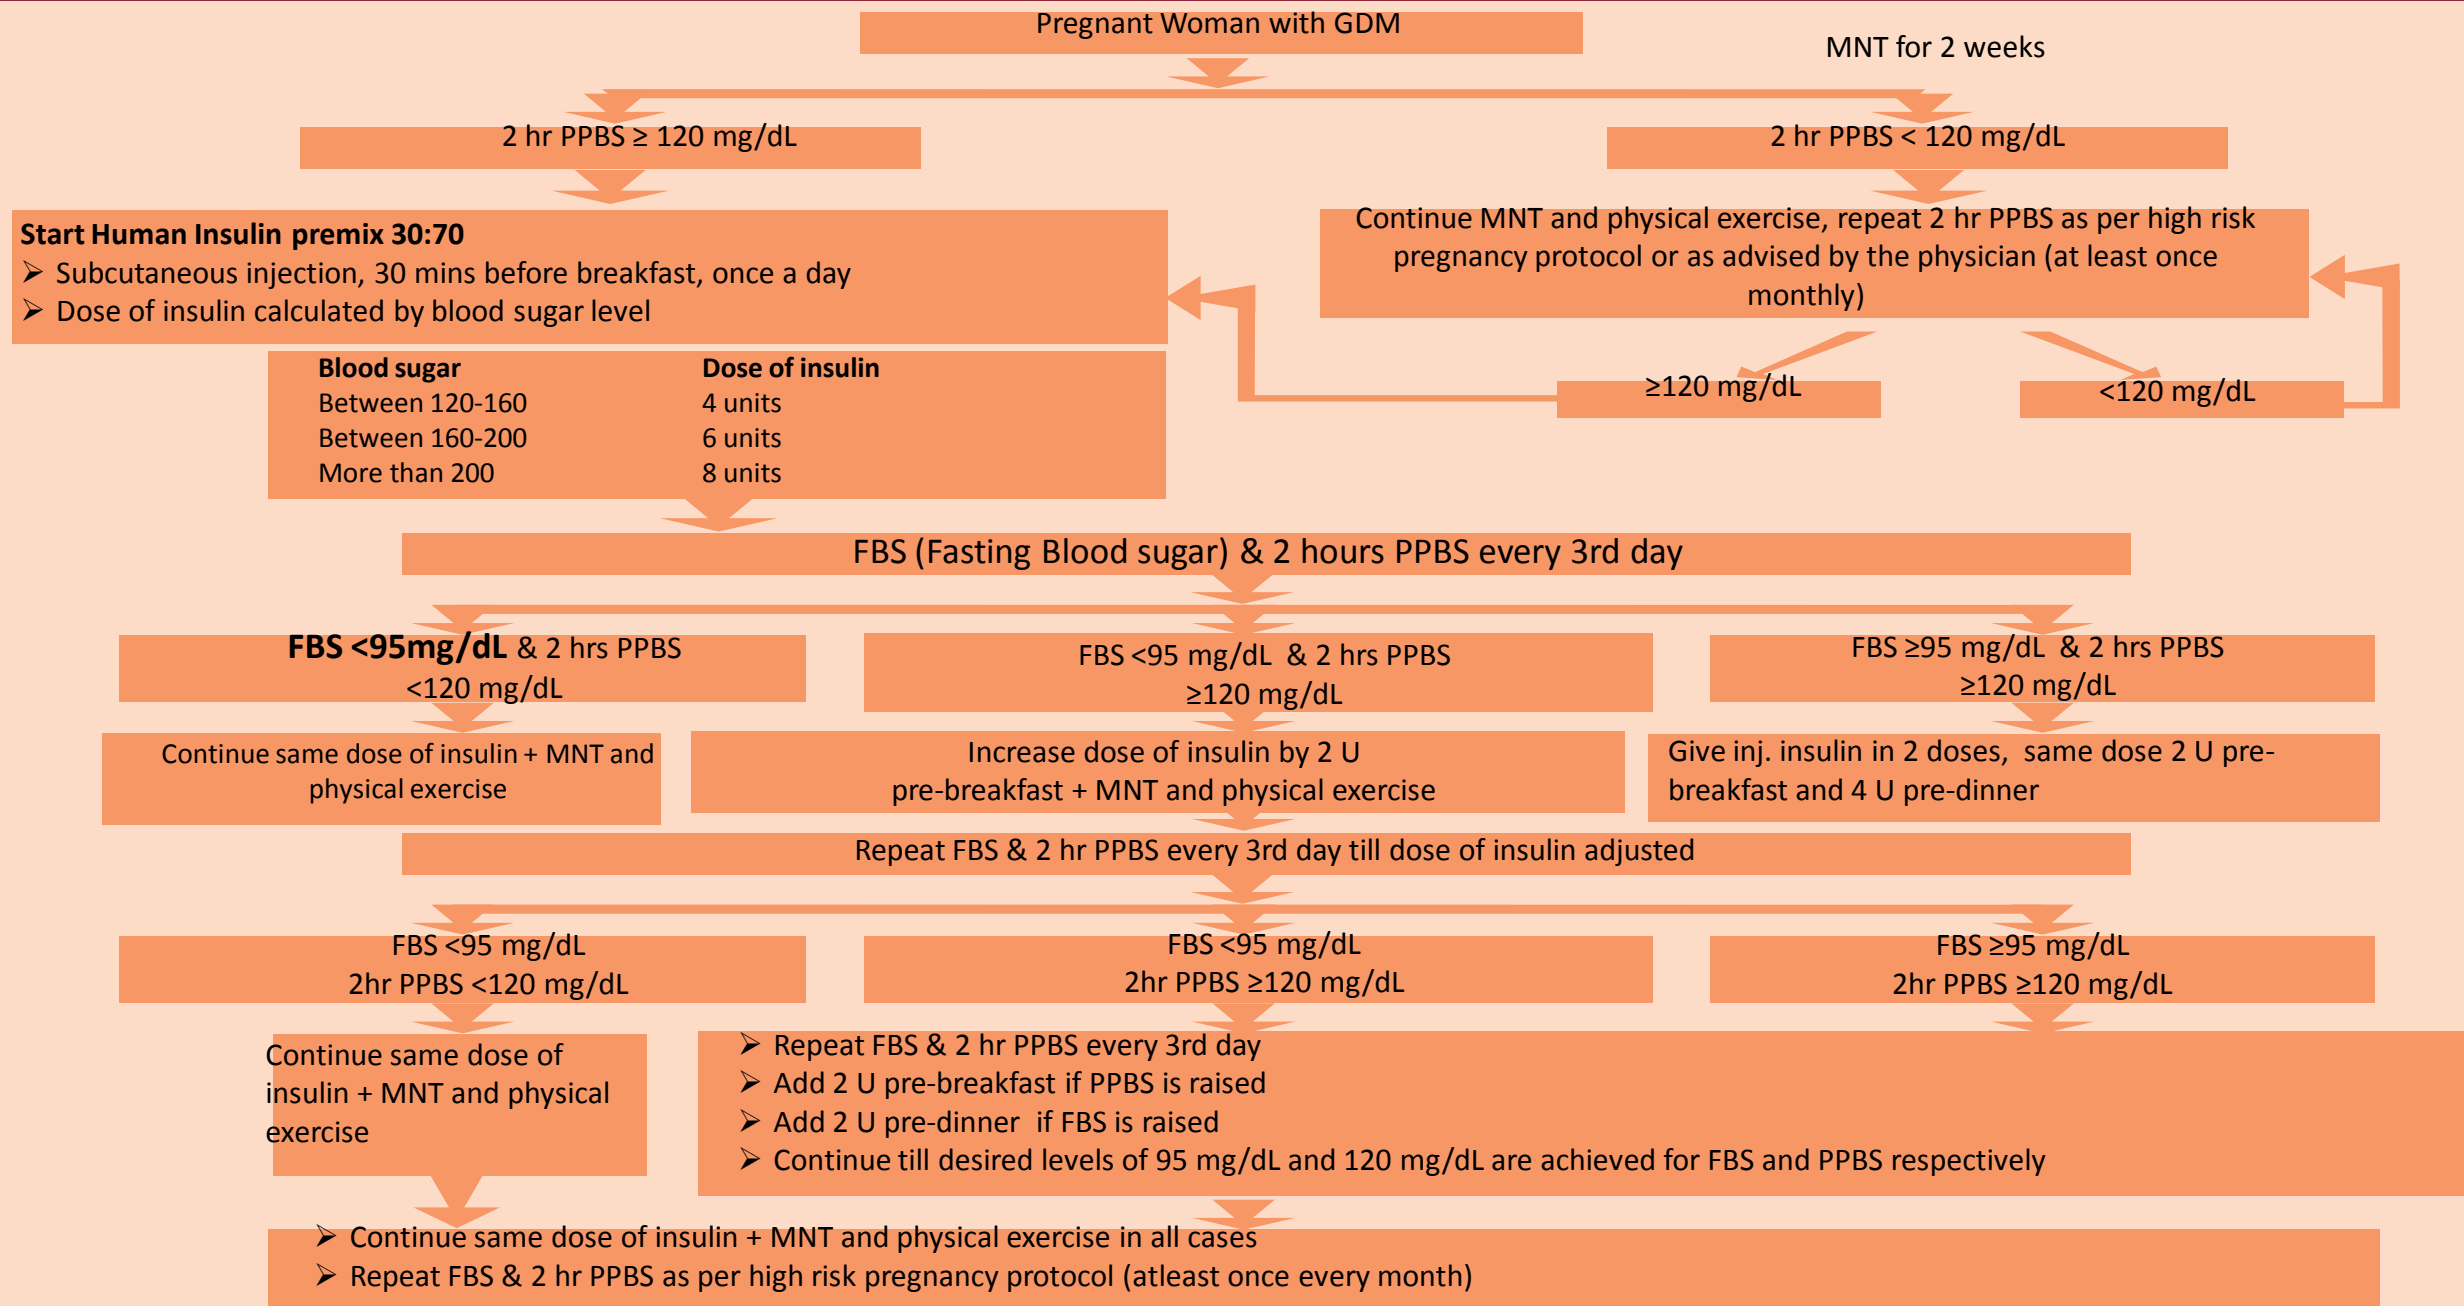 Pregnant Woman with GDM
MNT for 2 weeks
2 hr PPBS ≥ 120 mg/dL
2 hr PPBS < 120 mg/dL
Start Human Insulin premix 30:70
➢ Subcutaneous injection, 30 mins before breakfast, once a day
➢ Dose of insulin calculated by blood sugar level
Continue MNT and physical exercise, repeat 2 hr PPBS as per high risk
pregnancy protocol or as advised by the physician (at least once
monthly)
≥120 mg/dL
<120 mg/dL
Blood sugar Dose of insulin
Between 120-160 4 units
Between 160-200 6 units
More than 200 8 units
FBS (Fasting Blood sugar) & 2 hours PPBS every 3rd day
FBS <95mg/dL & 2 hrs PPBS
<120 mg/dL
FBS <95 mg/dL & 2 hrs PPBS
≥120 mg/dL
FBS ≥95 mg/dL & 2 hrs PPBS
≥120 mg/dL
Continue same dose of insulin + MNT and
physical exercise
Increase dose of insulin by 2 U
pre-breakfast + MNT and physical exercise
Give inj. insulin in 2 doses, same dose 2 U pre-
breakfast and 4 U pre-dinner
Repeat FBS & 2 hr PPBS every 3rd day till dose of insulin adjusted
FBS <95 mg/dL
2hr PPBS <120 mg/dL
FBS <95 mg/dL
2hr PPBS ≥120 mg/dL
FBS ≥95 mg/dL
2hr PPBS ≥120 mg/dL
Continue same dose of
insulin + MNT and physical
exercise
➢ Repeat FBS & 2 hr PPBS every 3rd day
➢ Add 2 U pre-breakfast if PPBS is raised
➢ Add 2 U pre-dinner if FBS is raised
➢ Continue till desired levels of 95 mg/dL and 120 mg/dL are achieved for FBS and PPBS respectively
➢ Continue same dose of insulin + MNT and physical exercise in all cases
➢ Repeat FBS & 2 hr PPBS as per high risk pregnancy protocol (atleast once every month)